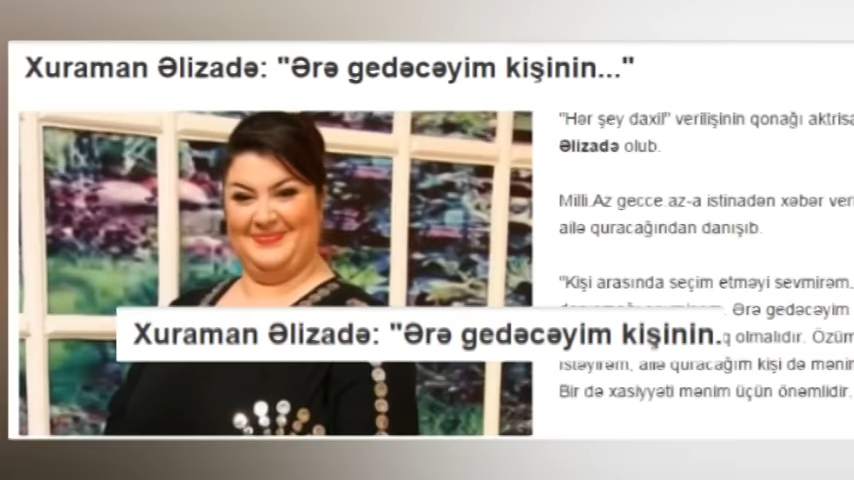 Xuraman Əlizadə: "Ərə gedəcəyim kişinin..."
"Hər şey daxil" verilişinin qonağı aktrisa
Əlizadə olub.
Milli.Az gecce.az-a istinadən xəbər
ailə quracağından danışıb.
"Kişi arasında seçim etməyi sevmirəm.
Ərə gedəcəyim
Xuraman Əlizadə: "Ərə gedəcəyim kişinin.
olmalıdır. Özüm
istəyirəm, ailə quracağım kişi də mənim
Bir də xasiyyəti mənim üçün önəmlidir.